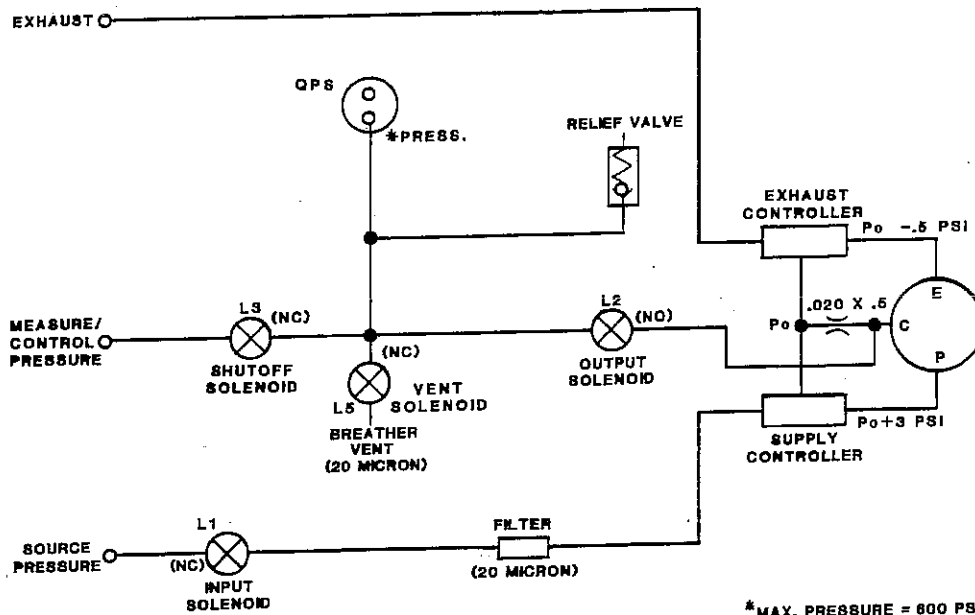 EXHAUST
QPS
*PRESS.
RELIEF VALVE
EXHAUST
CONTROLLER
Po -.5 PSI
E
L3
(NC)
L2
(NO)
.020 X .5
MEASURE/
CONTROL
PRESSURE
Po
C
SHUTOFF
SOLENOID
(NC)
OUTPUT
SOLENOID
P
L5
VENT
SOLENOID
BREATHER
VENT
(20 MICRON)
Po+3 PSI
SUPPLY
CONTROLLER
L1
FILTER
SOURCE
PRESSURE
(NC)
(20 MICRON)
INPUT
SOLENOID
*MAX. PRESSURE = 600 PS